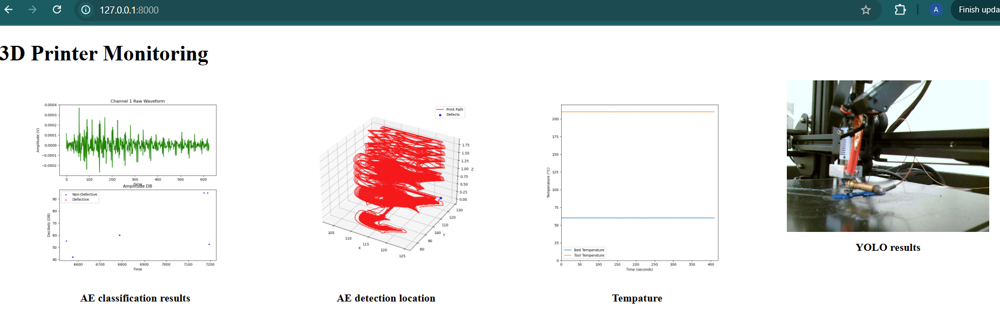 127.0.0.1:8000
A
Finish upda
3D Printer Monitoring
Channel 1 Raw Waveform
0.0004
0.0003
0.0002
0.0001
0.0000
−0.0001
−0.0002
Amplitude (V)
0 100 200 300 400 500 600
Time
Amplitude DB
Non-Defective
Defective
90
80
70
60
50
40
Decibels (DB)
6600 6700 6800 6900 7000 7100 7200
Time
AE classification results
Print Path
Defects
1.75
1.50
1.25
1.00
0.75
0.50
0.25
0.00
Z
130
120
110
100
90
80
Y
105
110
115
120
125
X
AE detection location
200
175
150
125
100
75
50
25
0
Temperature (°C)
Bed Temperature
Tool Temperature
0 50 100 150 200 250 300 350 400
Time (seconds)
Tempature
YOLO results